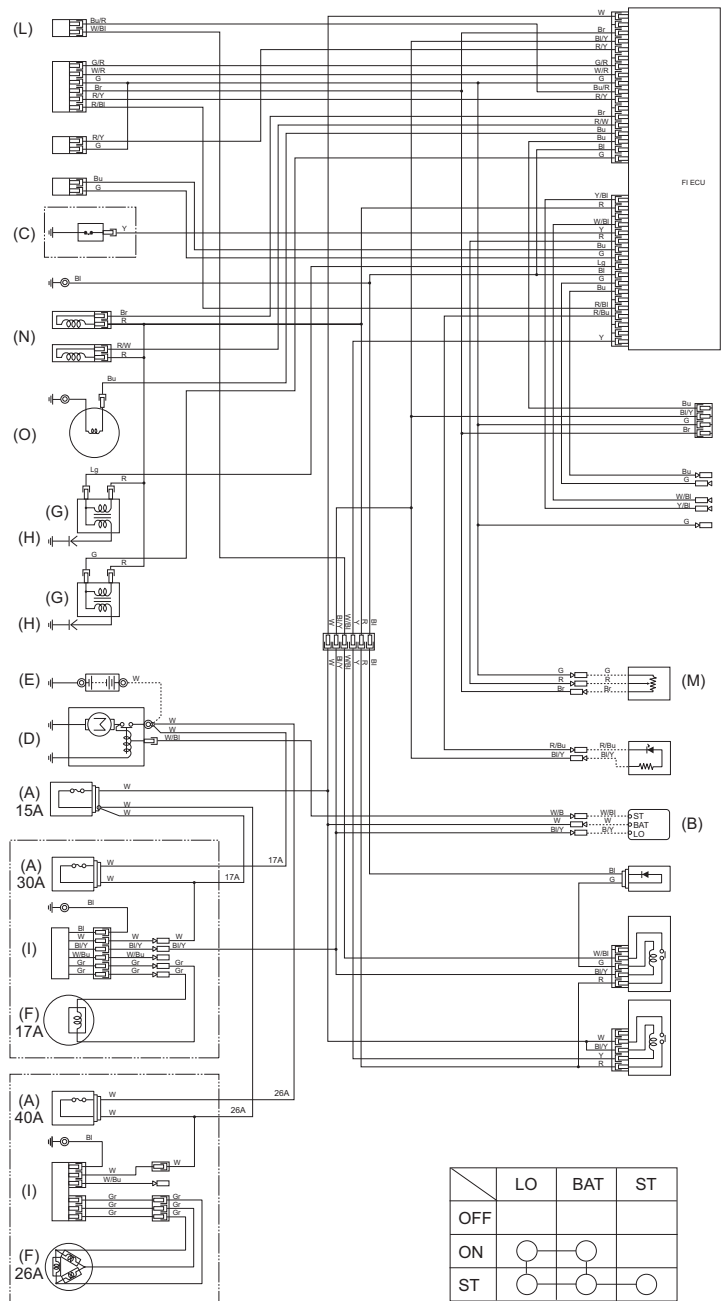 (L)
Bu/R
W/Bl
G/R
W/R
G
Br
R/Y
R/Bl
R/Y
G
Bu
G
(C)
Y
Bl
(N)
Br
R
R/W
R
Bu
(O)
Lg
R
(G)
(H)
G
R
(G)
(H)
(E)
W
(D)
W
W
W/Bl
(A)
15A
W
W
W
(A)
30A
W
17A
W
17A
Bl
(I)
Bl
W
Bl/Y
W/Bu
Gr
Gr
W
Bl/Y
W/Bu
Gr
Gr
W
Bl/Y
(F)
17A
(A)
40A
W
26A
W
26A
Bl
(I)
W
W
W/Bu
Gr
Gr
Gr
Gr
Gr
Gr
(F)
26A
W
Br
Bl/Y
R/Y
G/R
W/R
G
Bu/R
R/Y
Br
R/W
Bu
Bu
Bl
G
FI ECU
Y/Bl
R
W/Bl
Y
R
Bu
G
Lg
Bl
G
Bu
R/Bl
R/Bu
Y
Bu
Bl/Y
G
Br
Bu
G
W/Bl
Y/Bl
G
W
Bl/Y
W/Bl
Y
R
Bl
W
Bl/Y
W/Bl
Y
R
Bl
G G
R R
Br Br
(M)
R/Bu R/Bu
Bl/Y Bl/Y
W/B W/Bl ST
W W BAT
Bl/Y B/Y LO
(B)
Bl
G
W/Bl
G
Bl/Y
R
W
Bl/Y
Y
R
LO BAT ST
OFF
ON
ST